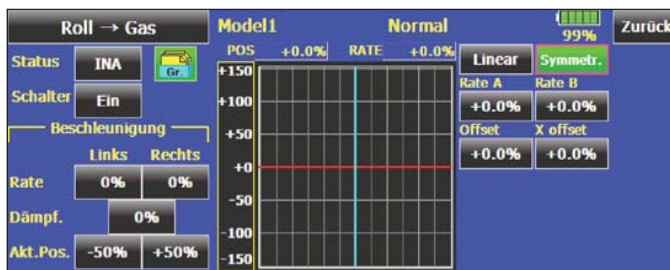 Roll → Gas
Model1
Normal
99%
Zurück
Status
INA
Gr.
Schalter
Ein
Beschleunigung
Links
Rechts
Rate
0%
0%
Dämpf.
0%
Akt.Pos.
-50%
+50%
POS
+0.0%
RATE
+0.0%
+150
+100
+50
+0
-50
-100
-150
Linear
Symmetr.
Rate A
Rate B
+0.0%
+0.0%
Offset
X offset
+0.0%
+0.0%